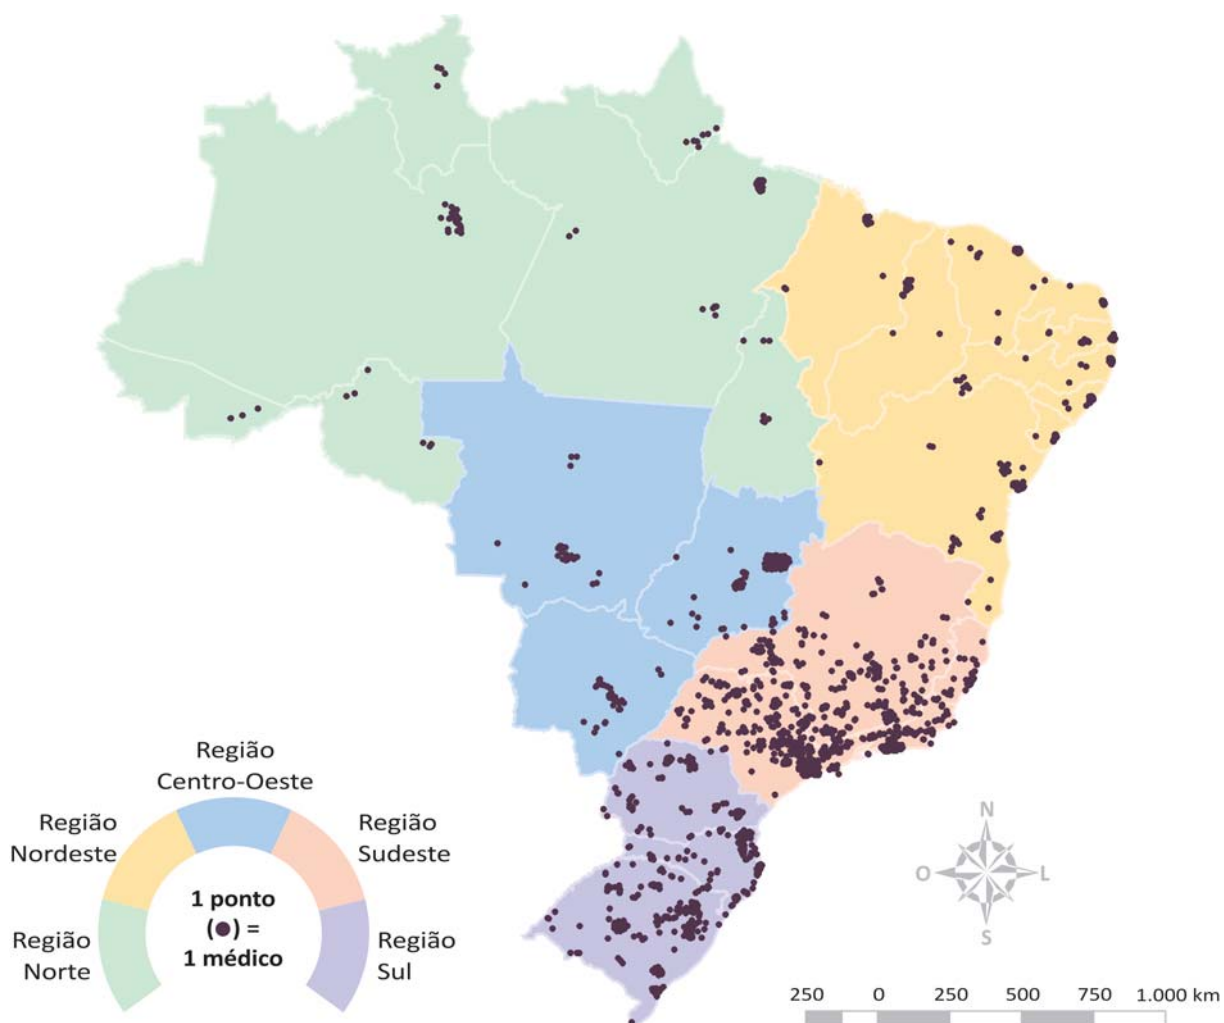 Região
Centro-Oeste
Região
Nordeste
Região
Sudeste
1 ponto
(●) =
1 médico
Região
Norte
Região
Sul
N
O
L
S
250 0 250 500 750 1.000 km